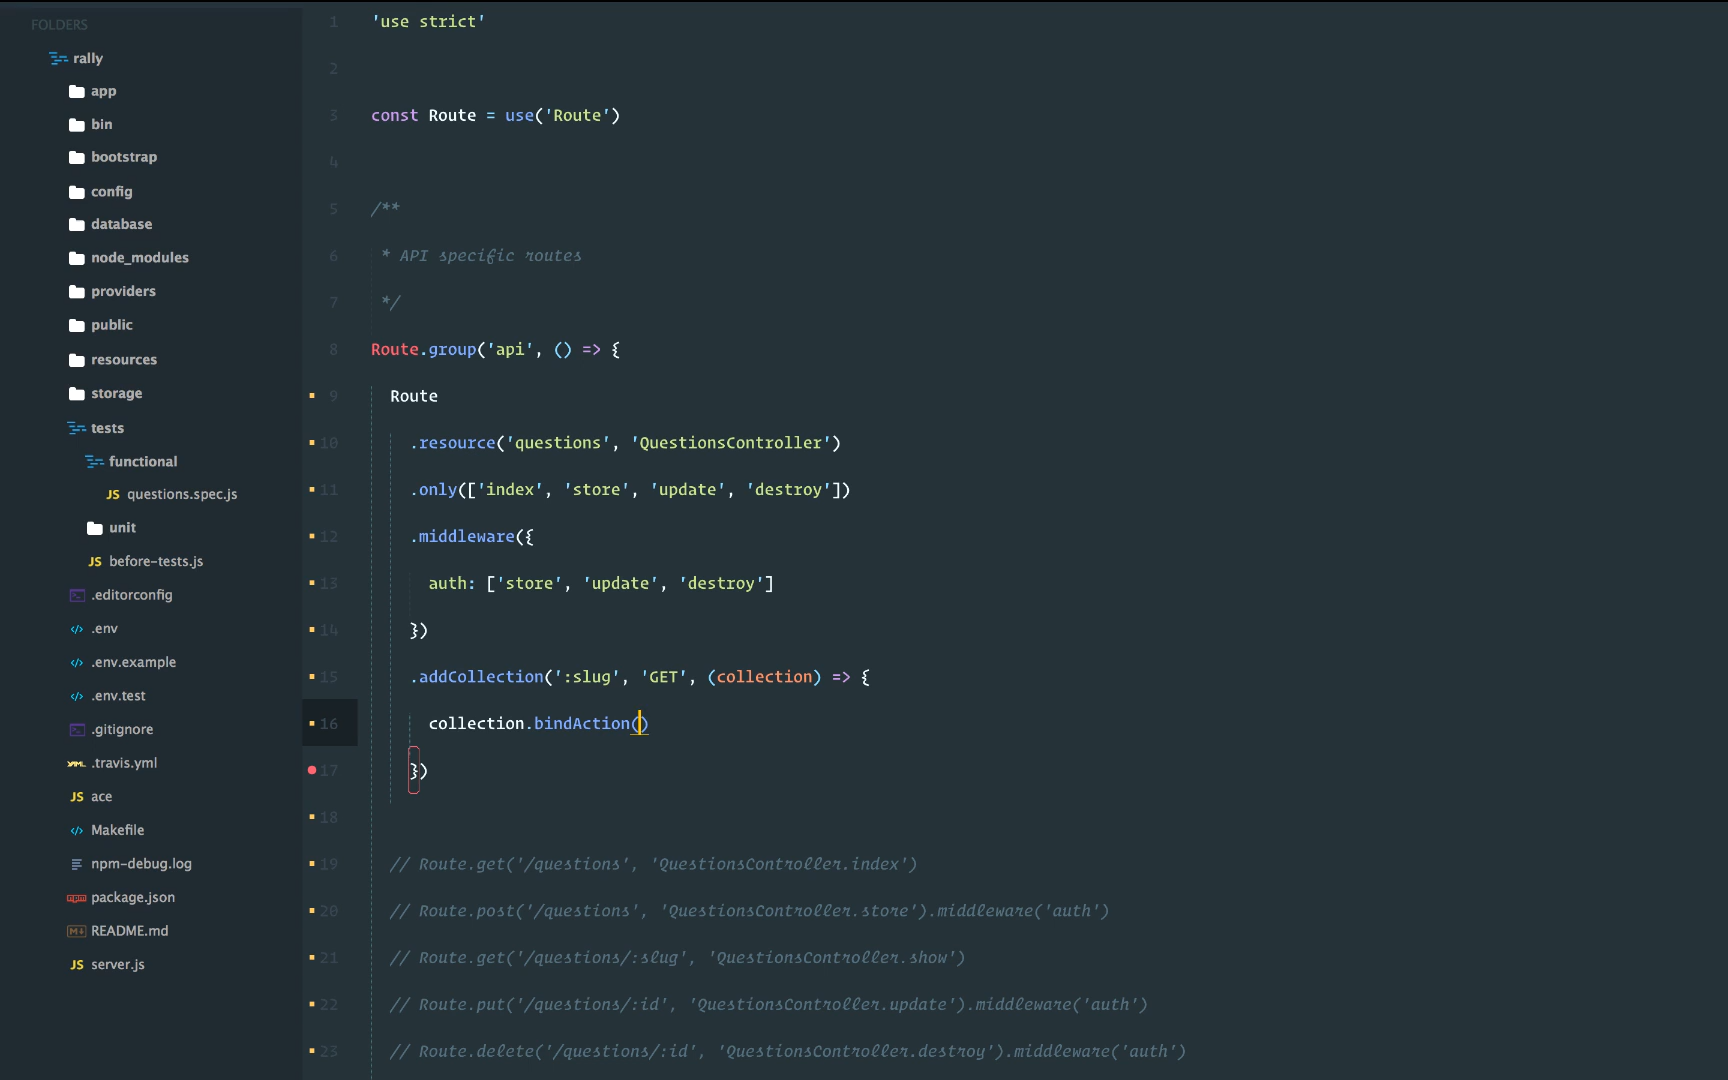 FOLDERS
rally
app
bin
bootstrap
config
database
node_modules
providers
public
resources
storage
tests
functional
JS questions.spec.js
unit
JS before-tests.js
.editorconfig
</> .env
</> .env.example
</> .env.test
.gitignore
YAML .travis.yml
JS ace
</> Makefile
npm-debug.log
npm package.json
M↓ README.md
JS server.js
1 'use strict'
2
3 const Route = use('Route')
4
5 /**
6 * API specific routes
7 */
8 Route.group('api', () => {
9 Route
10 .resource('questions', 'QuestionsController')
11 .only(['index', 'store', 'update', 'destroy'])
12 .middleware({
13 auth: ['store', 'update', 'destroy']
14 })
15 .addCollection(':slug', 'GET', (collection) => {
16 collection.bindAction()
17 })
18
19 // Route.get('/questions', 'QuestionsController.index')
20 // Route.post('/questions', 'QuestionsController.store').middleware('auth')
21 // Route.get('/questions/:slug', 'QuestionsController.show')
22 // Route.put('/questions/:id', 'QuestionsController.update').middleware('auth')
23 // Route.delete('/questions/:id', 'QuestionsController.destroy').middleware('auth')